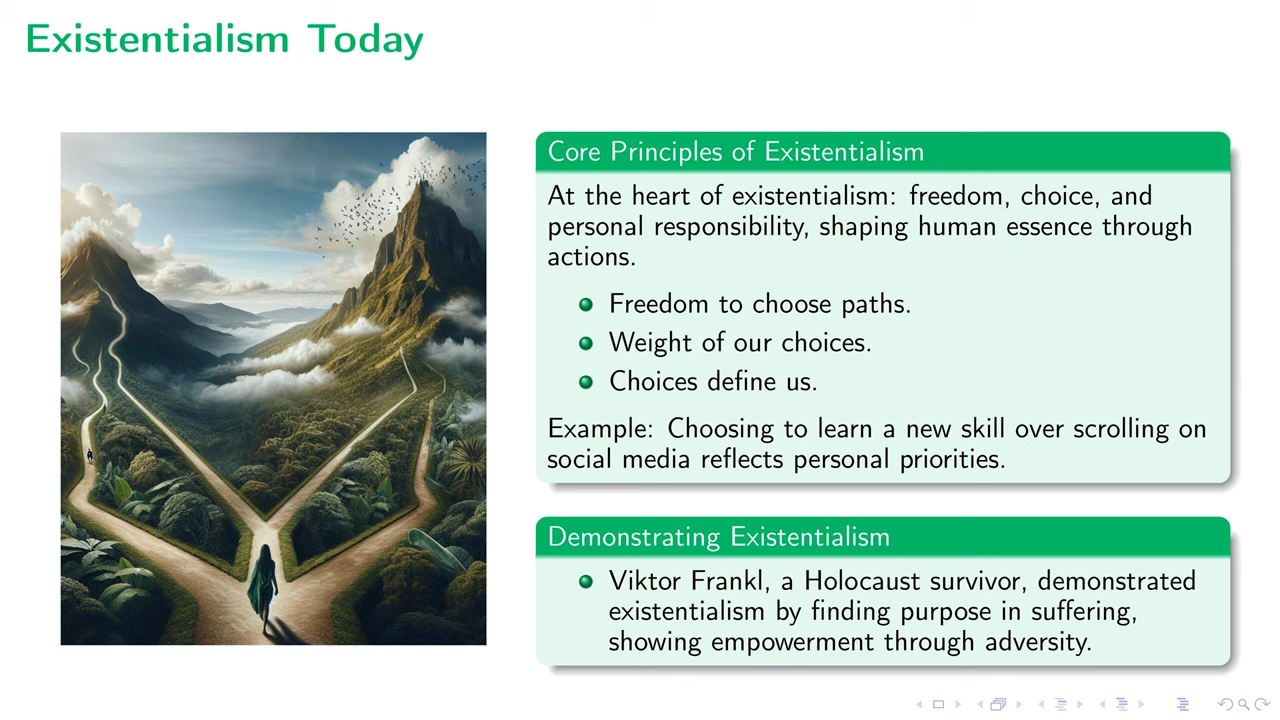 Existentialism Today
Core Principles of Existentialism
At the heart of existentialism: freedom, choice, and
personal responsibility, shaping human essence through
actions.
Freedom to choose paths.
Weight of our choices.
Choices define us.
Example: Choosing to learn a new skill over scrolling on
social media reflects personal priorities.
Demonstrating Existentialism
Viktor Frankl, a Holocaust survivor, demonstrated
existentialism by finding purpose in suffering,
showing empowerment through adversity.